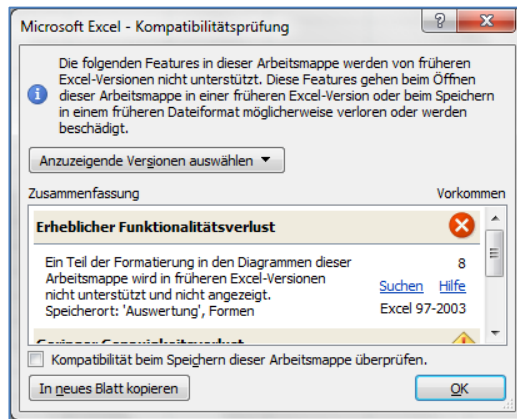 Microsoft Excel - Kompatibilitätsprüfung
Die folgenden Features in dieser Arbeitsmappe werden von früheren
Excel-Versionen nicht unterstützt. Diese Features gehen beim Öffnen
dieser Arbeitsmappe in einer früheren Excel-Version oder beim Speichern
in einem früheren Dateiformat möglicherweise verloren oder werden
beschädigt.
Anzuzeigende Versionen auswählen
Zusammenfassung Vorkommen
Erheblicher Funktionalitätsverlust
Ein Teil der Formatierung in den Diagrammen dieser 8
Arbeitsmappe wird in früheren Excel-Versionen
nicht unterstützt und nicht angezeigt. Suchen Hilfe
Speicherort: 'Auswertung', Formen Excel 97-2003
Kompatibilität beim Speichern dieser Arbeitsmappe überprüfen.
In neues Blatt kopieren OK